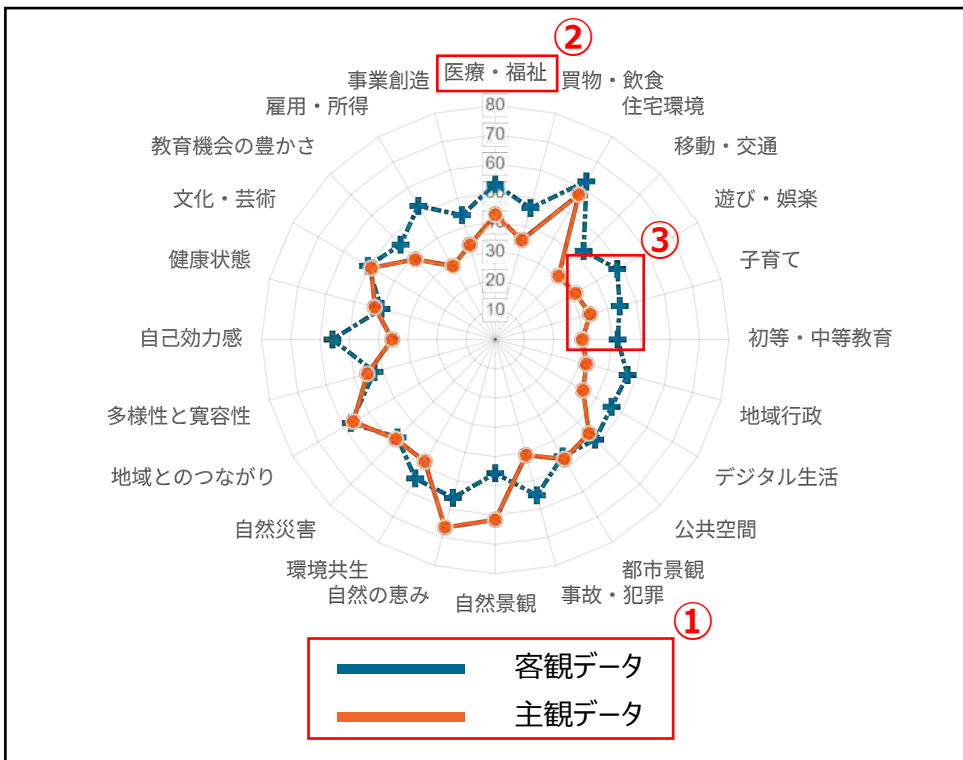 ②
医療・福祉
買物・飲食
住宅環境
移動・交通
遊び・娯楽
③
子育て
初等・中等教育
地域行政
デジタル生活
公共空間
都市景観
事故・犯罪
自然景観
自然の恵み
環境共生
自然災害
地域とのつながり
多様性と寛容性
自己効力感
健康状態
文化・芸術
教育機会の豊かさ
雇用・所得
事業創造
80
70
60
50
40
30
20
10
①
客観データ
主観データ